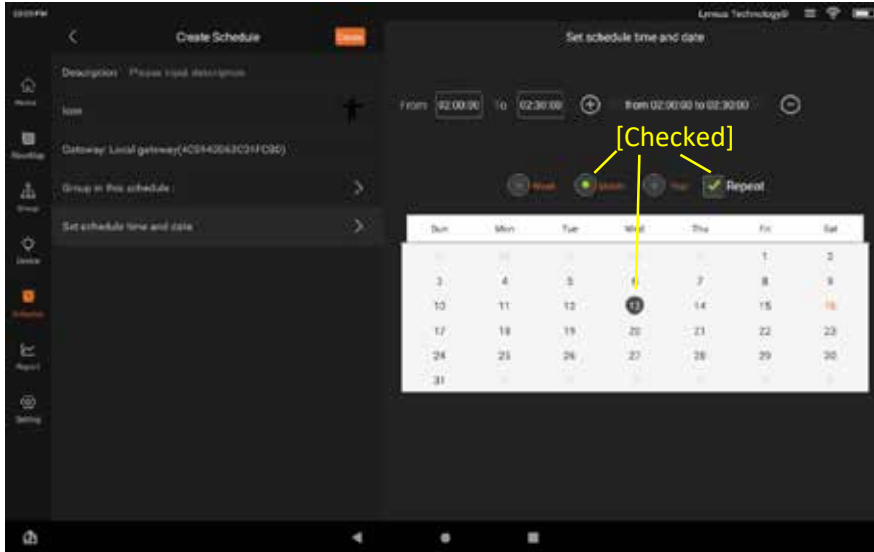 Lynsus Technology®
Create Schedule
Create
Set schedule time and date
Description Please input description
Icon
From 02:00:00 To 02:30:00 from 02:00:00 to 02:30:00
[Checked]
Gateway: Local gateway
Group in this schedule :
Week Month Year Repeat
Set schedule time and date
Sun Mon Tue Wed Thu Fri Sat
1 2
3 4 5 6 7 8 9
10 11 12 13 14 15 16
17 18 19 20 21 22 23
24 25 26 27 28 29 30
31
Home
Group
Device
Schedule
Report
Setting